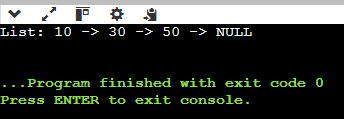 List: 10 -> 30 -> 50 -> NULL
...Program finished with exit code 0
Press ENTER to exit console.